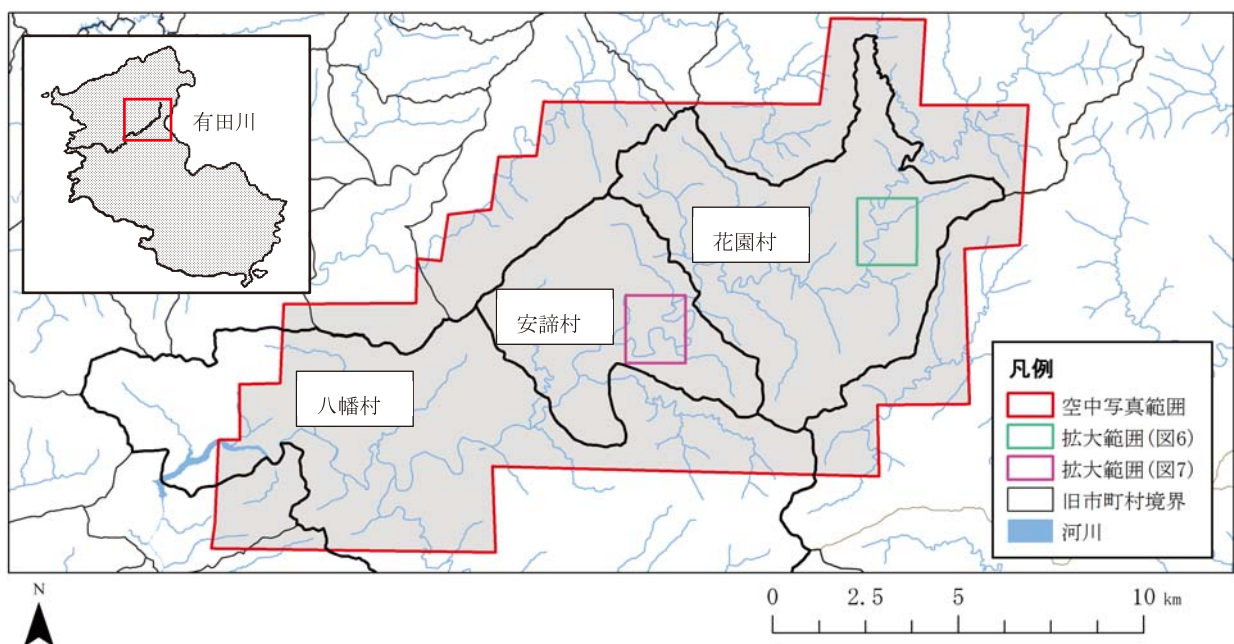 有田川
花園村
安諦村
八幡村
凡例
空中写真範囲
拡大範囲(図6)
拡大範囲(図7)
旧市町村境界
河川
N
0 2.5 5 10 km